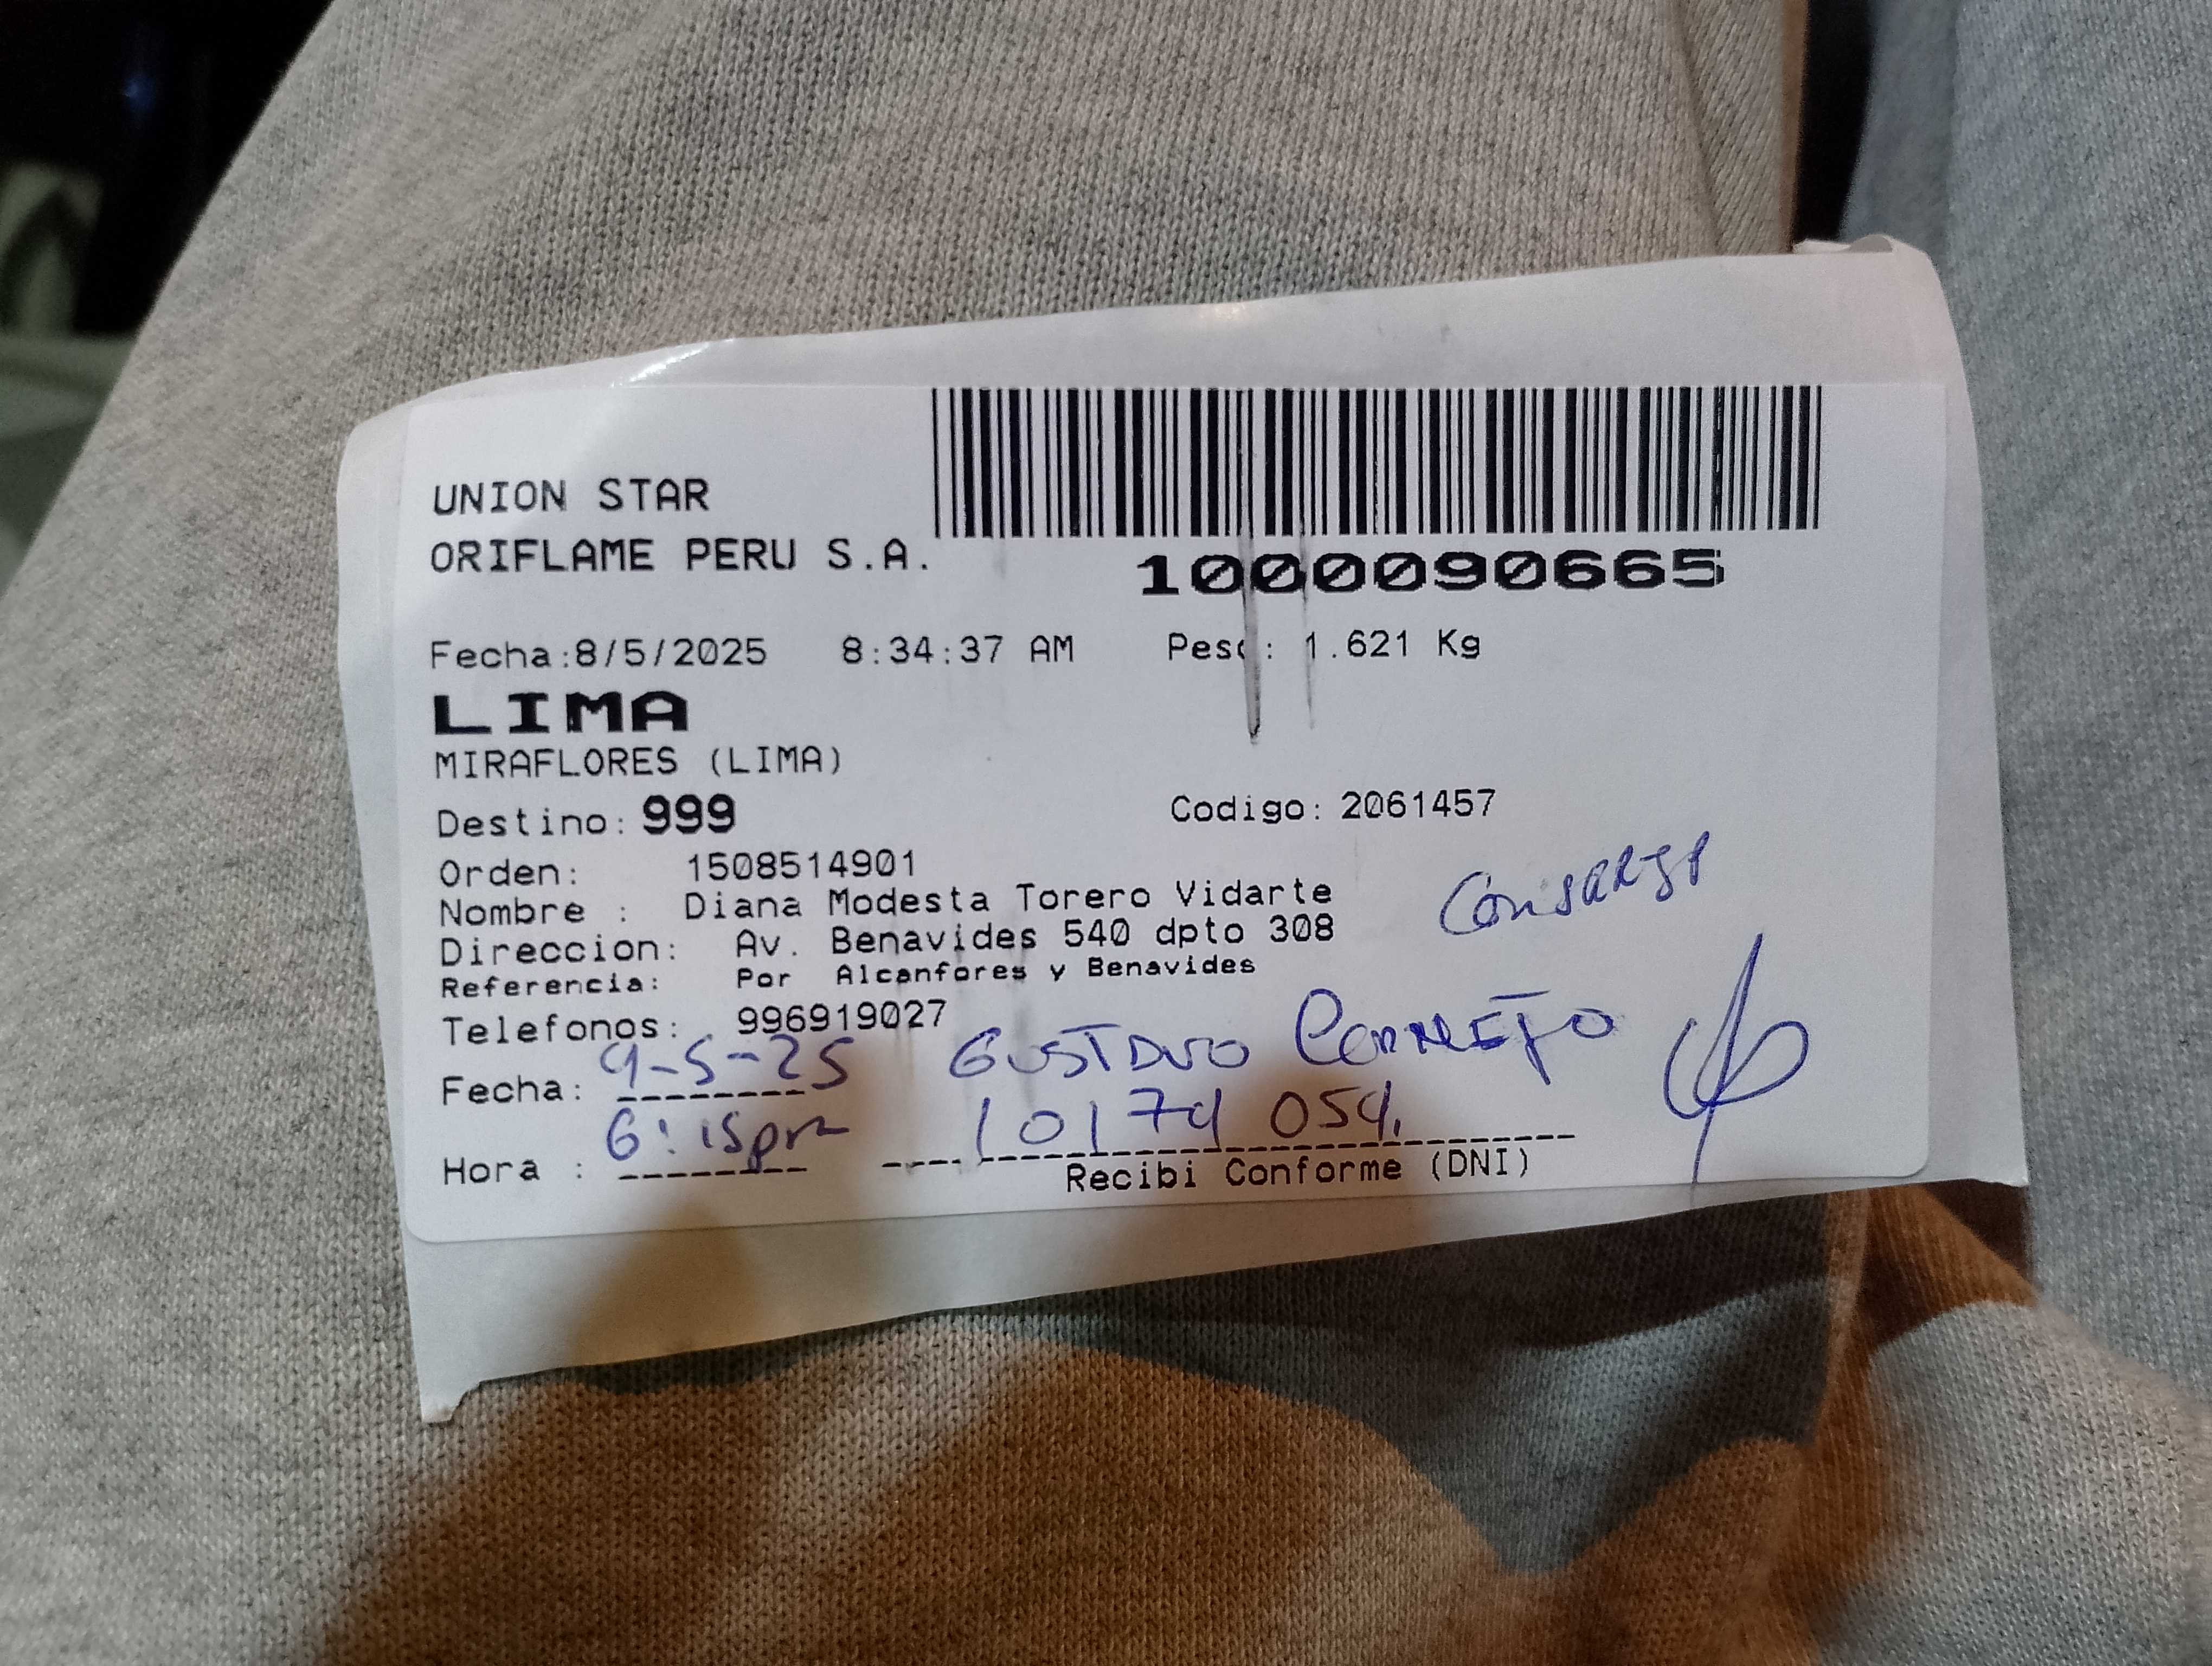 UNION STAR
ORIFLAME PERU S.A.
1000090665
Fecha:8/5/2025 8:34:37 AM Peso: 1.621 Kg
LIMA
MIRAFLORES (LIMA)
Destino: 999 Codigo: 2061457
Orden: 1508514901
Nombre : Diana Modesta Torero Vidarte
Direccion: Av. Benavides 540 dpto 308
Referencia: Por Alcanfores y Benavides
Telefonos: 996919027
Fecha: 9-5-25 GUSTAVO CORNEJO
Hora : 6:15pm 10174054.
Recibi Conforme (DNI)